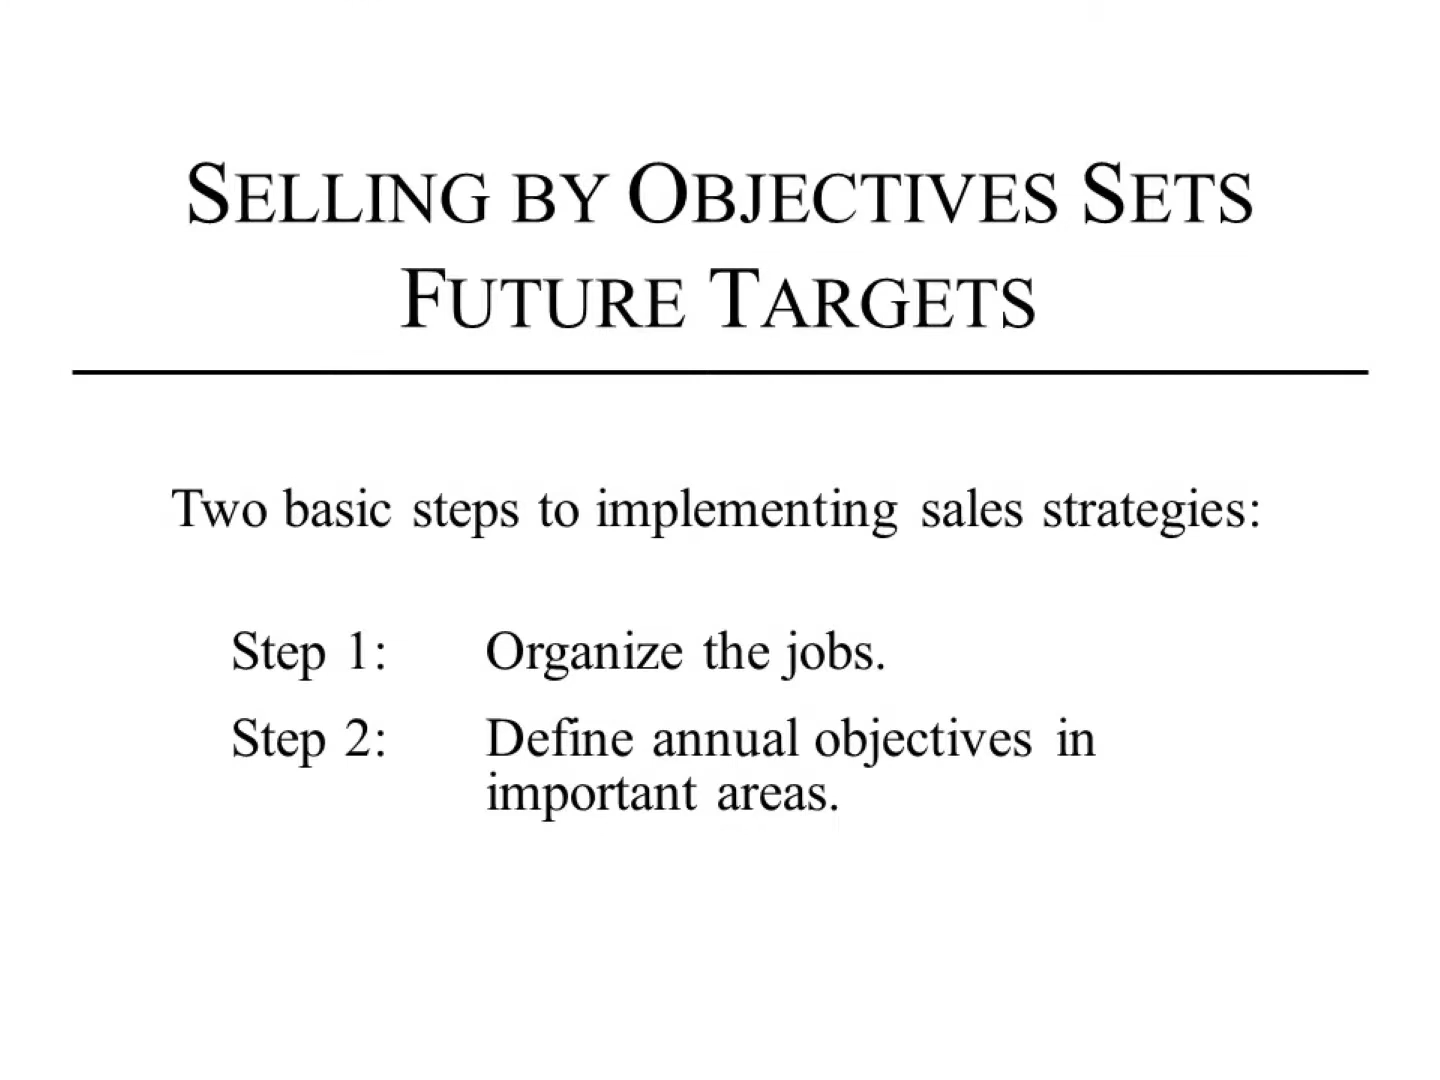 SELLING BY OBJECTIVES SETS
FUTURE TARGETS
Two basic steps to implementing sales strategies:
Step 1: Organize the jobs.
Step 2: Define annual objectives in
important areas.